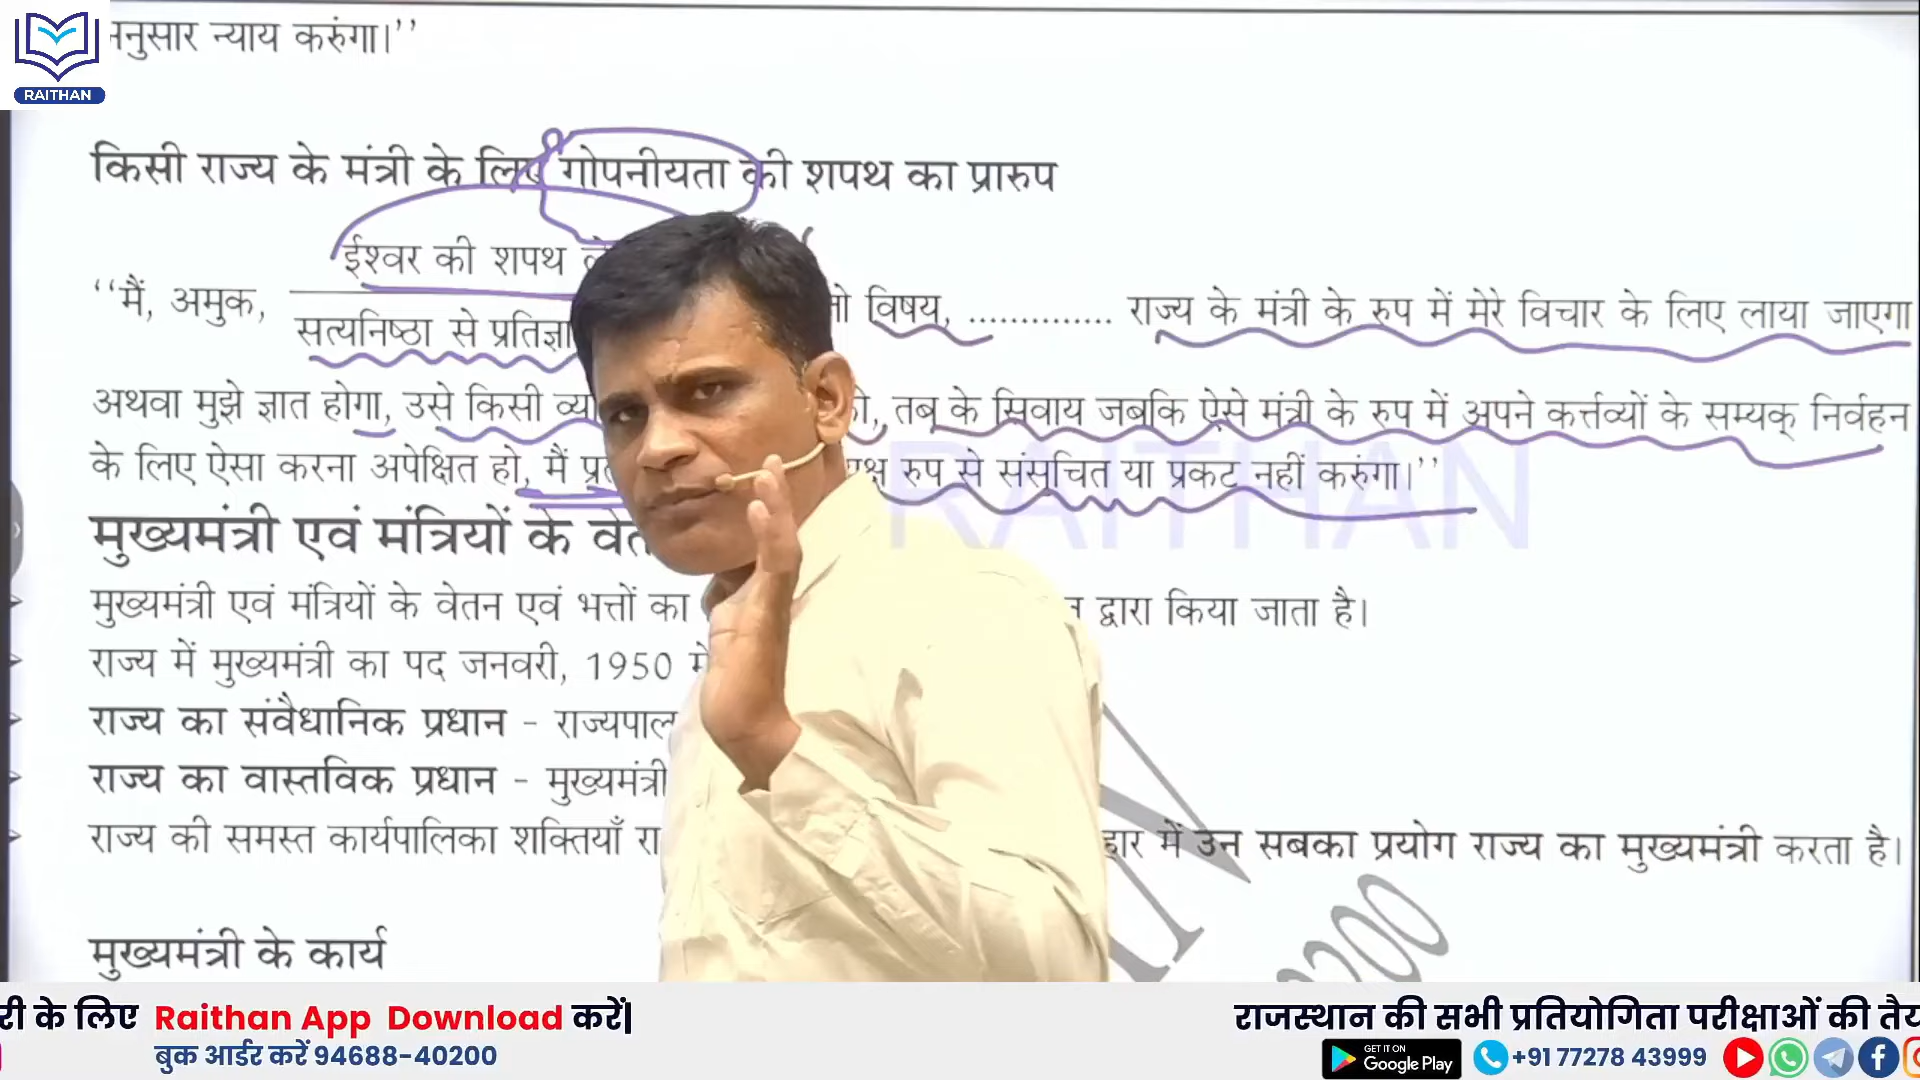 RAITHAN
नुसार न्याय करुंगा।’’
किसी राज्य के मंत्री के लिए गोपनीयता की शपथ का प्रारुप
ईश्वर की शपथ
‘‘मैं, अमुक, विषय, .............. राज्य के मंत्री के रुप में मेरे विचार के लिए लाया जाएगा
सत्यनिष्ठा से
अथवा मुझे ज्ञात होगा, उसे किसी तब के सिवाय जबकि ऐसे मंत्री के रुप में अपने कर्त्तव्यों के सम्यक् निर्वहन
के लिए ऐसा करना अपेक्षित हो, मैं रुप से संसूचित या प्रकट नहीं करुंगा।’’
RAITHAN
मुख्यमंत्री एवं मंत्रियों के
मुख्यमंत्री एवं मंत्रियों के वेतन एवं भत्तों का द्वारा किया जाता है।
राज्य में मुख्यमंत्री का पद जनवरी, 1950
राज्य का संवैधानिक प्रधान - राज्यपाल
राज्य का वास्तविक प्रधान - मुख्यमंत्री
राज्य की समस्त कार्यपालिका शक्तियाँ में उन सबका प्रयोग राज्य का मुख्यमंत्री करता है।
मुख्यमंत्री के कार्य
री के लिए Raithan App Download करें|
बुक आर्डर करें 94688-40200
राजस्थान की सभी प्रतियोगिता परीक्षाओं की तैय
GET IT ON
Google Play
+91 77278 43999